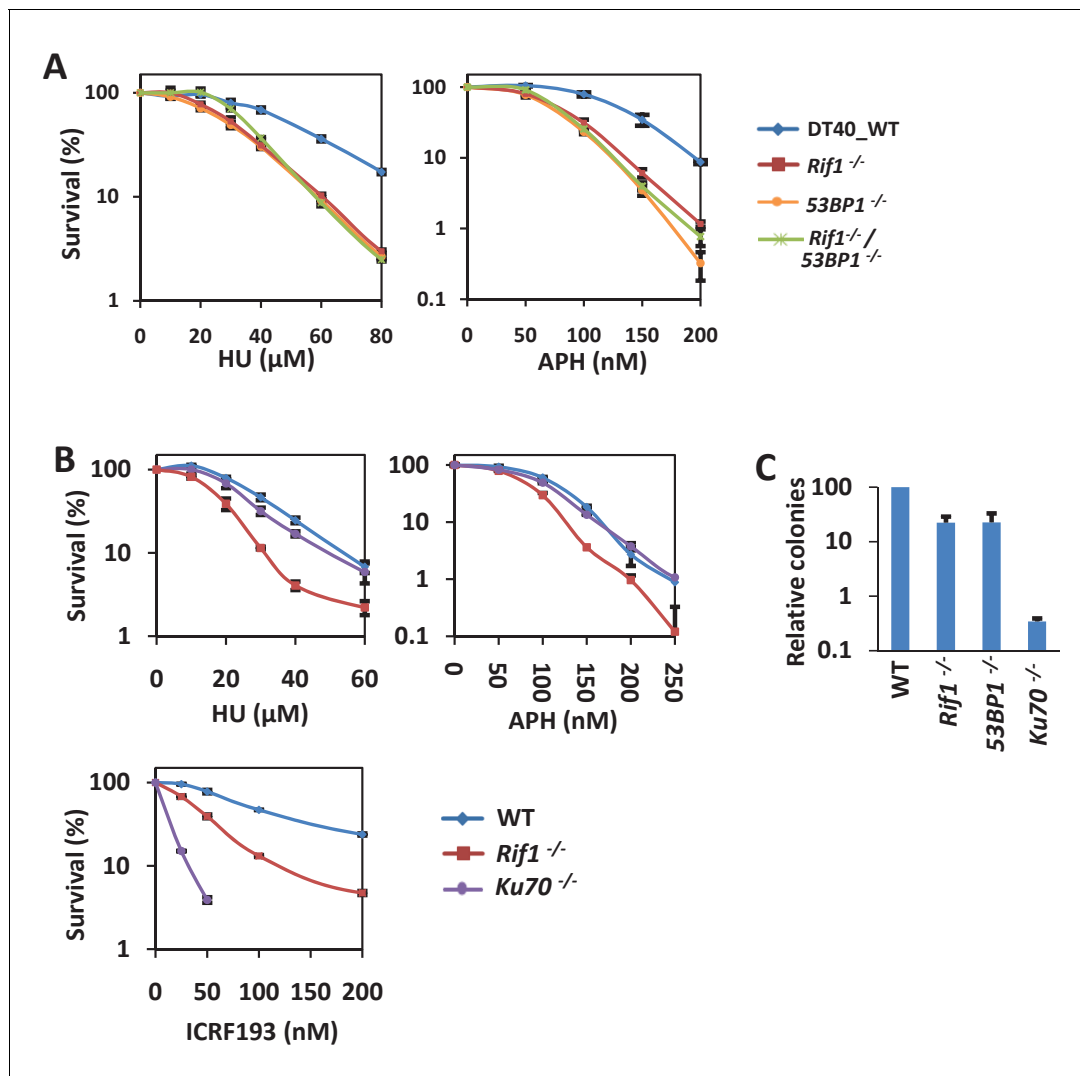 A
Survival (%)
100
10
1
0 20 40 60 80
HU (µM)
100
10
1
0.1
0 50 100 150 200
APH (nM)
DT40_WT
Rif1 -/-
53BP1 -/-
Rif1-/-/
53BP1 -/-
B
Survival (%)
100
10
1
0 20 40 60
HU (µM)
100
10
1
0.1
0 50 100 150 200 250
APH (nM)
C
Relative colonies
100
10
1
0.1
WT Rif1 -/- 53BP1 -/- Ku70 -/-
Survival (%)
100
10
1
0 50 100 150 200
ICRF193 (nM)
WT
Rif1 -/-
Ku70 -/-